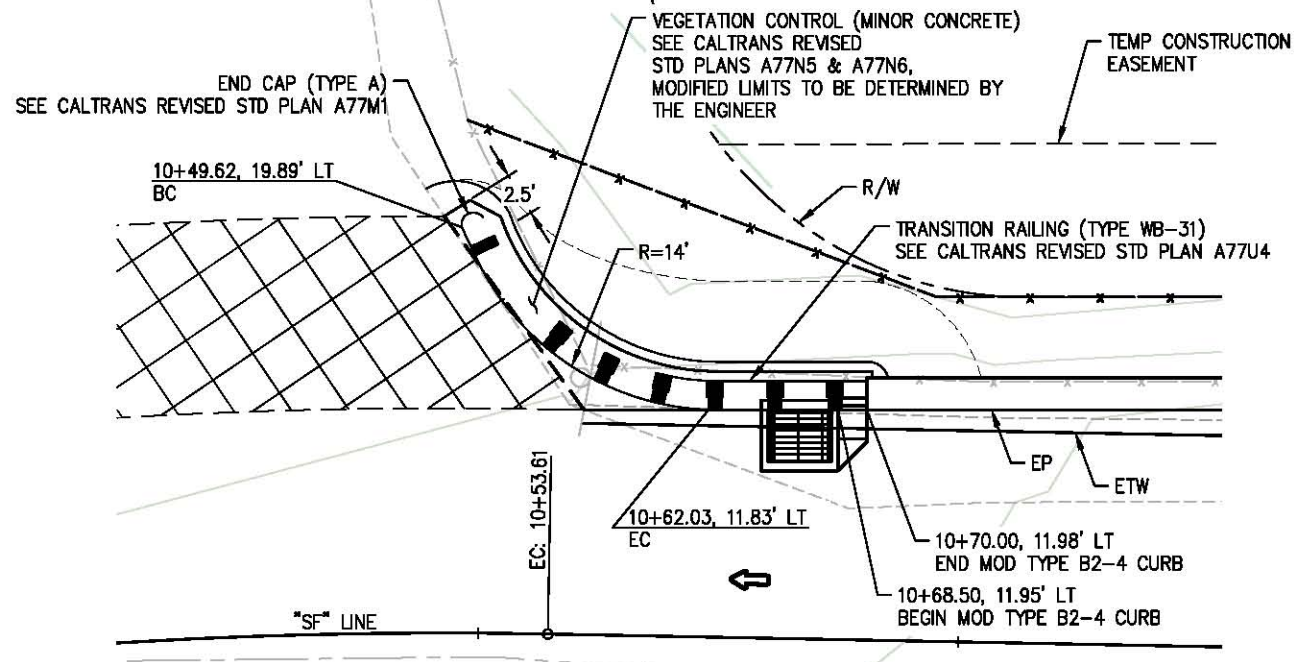 VEGETATION CONTROL (MINOR CONCRETE)
SEE CALTRANS REVISED
STD PLANS A77N5 & A77N6,
MODIFIED LIMITS TO BE DETERMINED BY
THE ENGINEER
TEMP CONSTRUCTION
EASEMENT
END CAP (TYPE A)
SEE CALTRANS REVISED STD PLAN A77M1
10+49.62, 19.89' LT
BC
2.5'
R/W
R=14'
TRANSITION RAILING (TYPE WB-31)
SEE CALTRANS REVISED STD PLAN A77U4
EP
ETW
EC: 10+53.61
10+62.03, 11.83' LT
EC
10+70.00, 11.98' LT
END MOD TYPE B2-4 CURB
10+68.50, 11.95' LT
BEGIN MOD TYPE B2-4 CURB
"SF" LINE